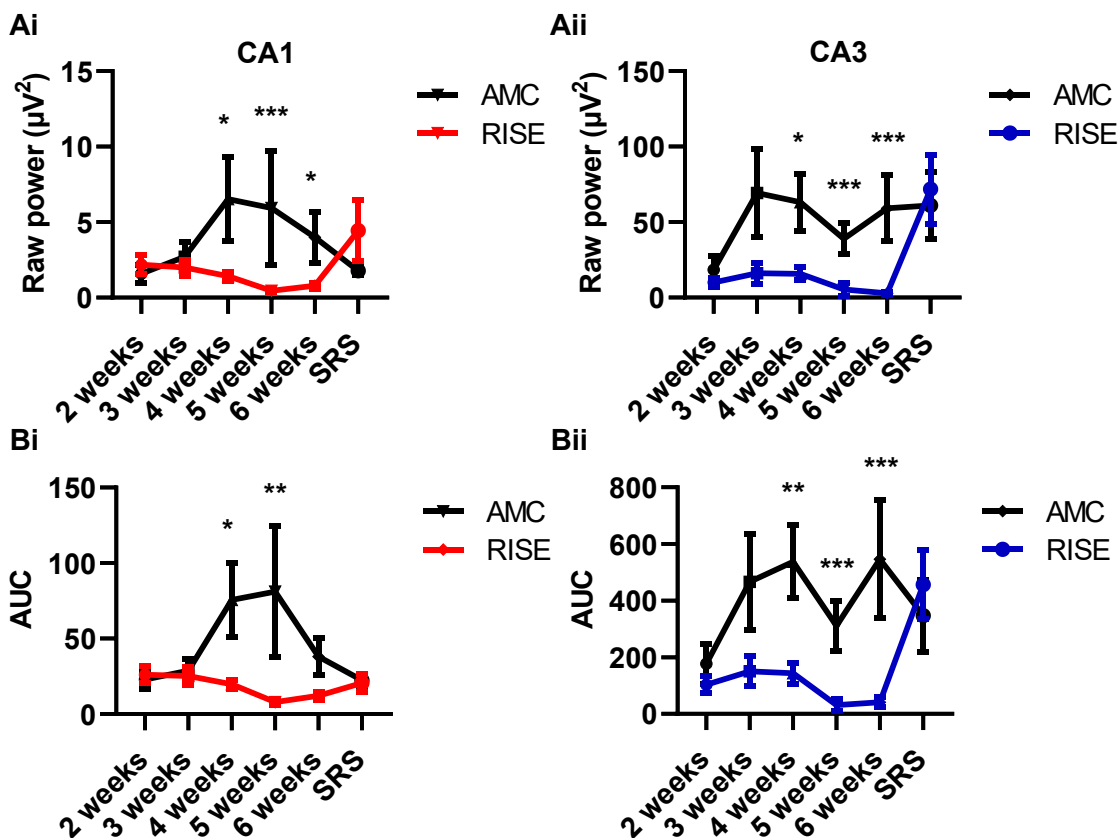 Ai
CA1
Raw power (µV²)
15
10
5
0
*
***
*
AMC
RISE
2 weeks
3 weeks
4 weeks
5 weeks
6 weeks
SRS
Aii
CA3
Raw power (µV²)
150
100
50
0
*
***
***
AMC
RISE
2 weeks
3 weeks
4 weeks
5 weeks
6 weeks
SRS
Bi
AUC
150
100
50
0
*
**
AMC
RISE
2 weeks
3 weeks
4 weeks
5 weeks
6 weeks
SRS
Bii
AUC
800
600
400
200
0
**
***
***
AMC
RISE
2 weeks
3 weeks
4 weeks
5 weeks
6 weeks
SRS